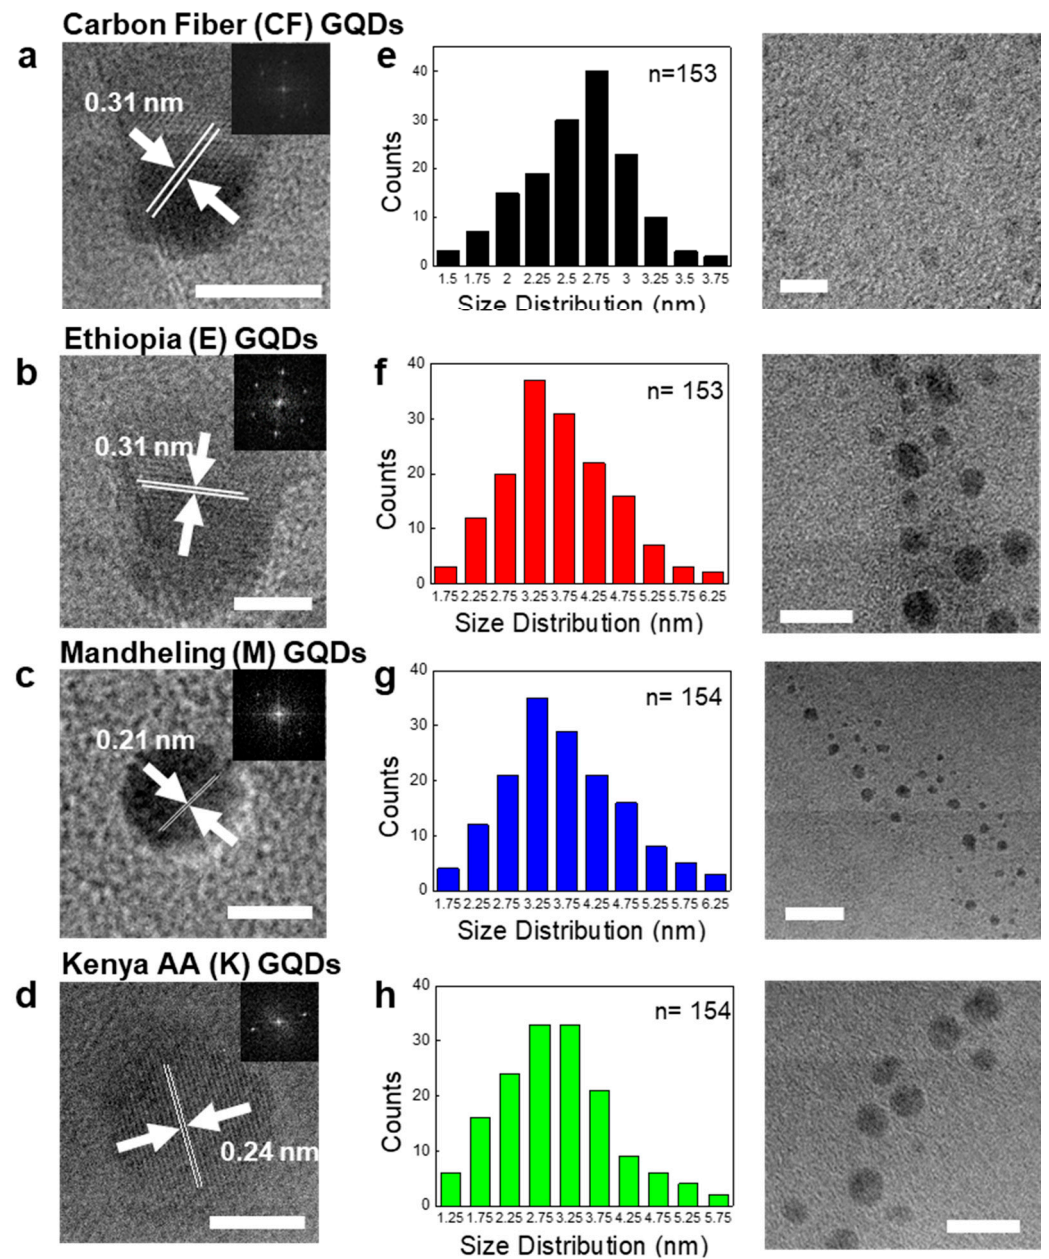 Carbon Fiber (CF) GQDs
a
0.31 nm
e
n=153
Counts
40
30
20
10
0
1.5 1.75 2 2.25 2.5 2.75 3 3.25 3.5 3.75
Size Distribution (nm)
Ethiopia (E) GQDs
b
0.31 nm
f
n= 153
Counts
40
30
20
10
0
1.75 2.25 2.75 3.25 3.75 4.25 4.75 5.25 5.75 6.25
Size Distribution (nm)
Mandheling (M) GQDs
c
0.21 nm
g
n= 154
Counts
40
30
20
10
0
1.75 2.25 2.75 3.25 3.75 4.25 4.75 5.25 5.75 6.25
Size Distribution (nm)
Kenya AA (K) GQDs
d
0.24 nm
h
n= 154
Counts
40
30
20
10
0
1.25 1.75 2.25 2.75 3.25 3.75 4.25 4.75 5.25 5.75
Size Distribution (nm)